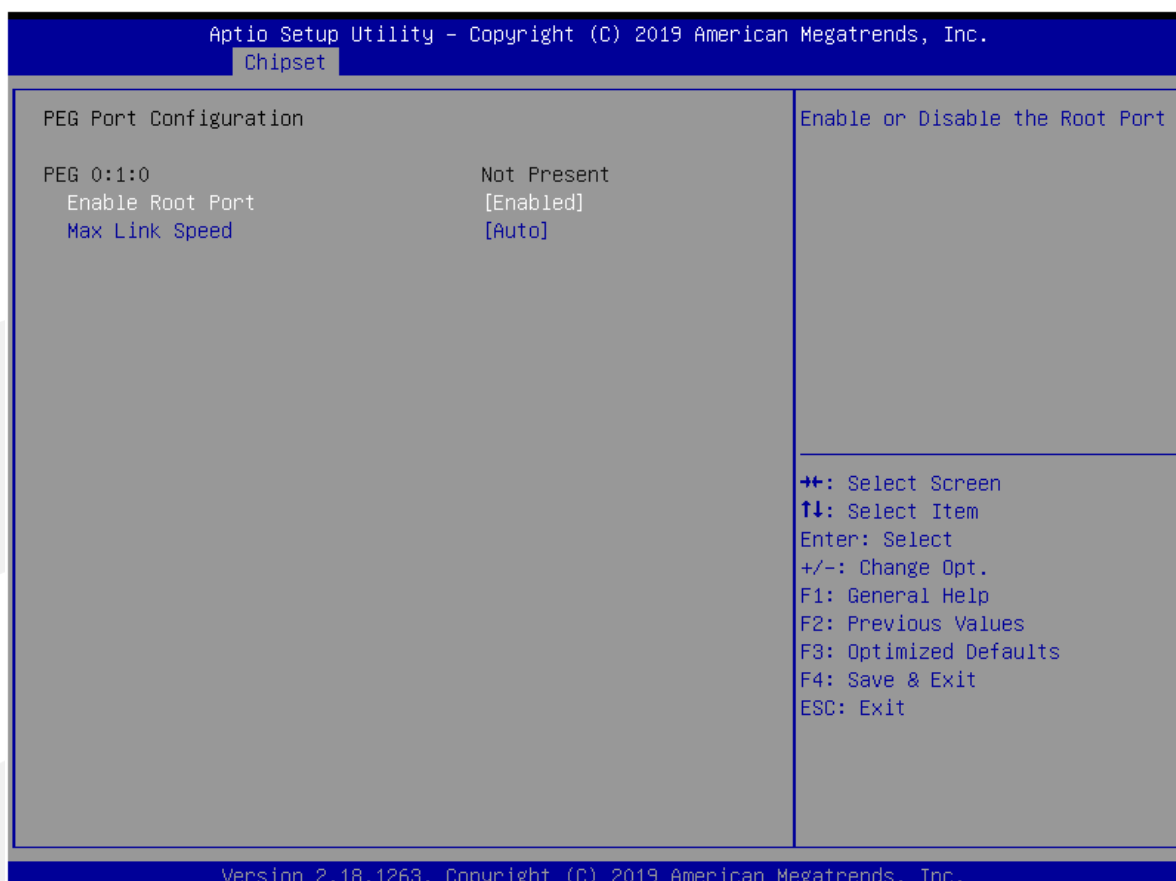 Aptio Setup Utility – Copyright (C) 2019 American Megatrends, Inc.
Chipset
PEG Port Configuration
PEG 0:1:0 Not Present
Enable Root Port [Enabled]
Max Link Speed [Auto]
Enable or Disable the Root Port
→←: Select Screen
↑↓: Select Item
Enter: Select
+/-: Change Opt.
F1: General Help
F2: Previous Values
F3: Optimized Defaults
F4: Save & Exit
ESC: Exit
Version 2.18.1263. Copyright (C) 2019 American Megatrends, Inc.